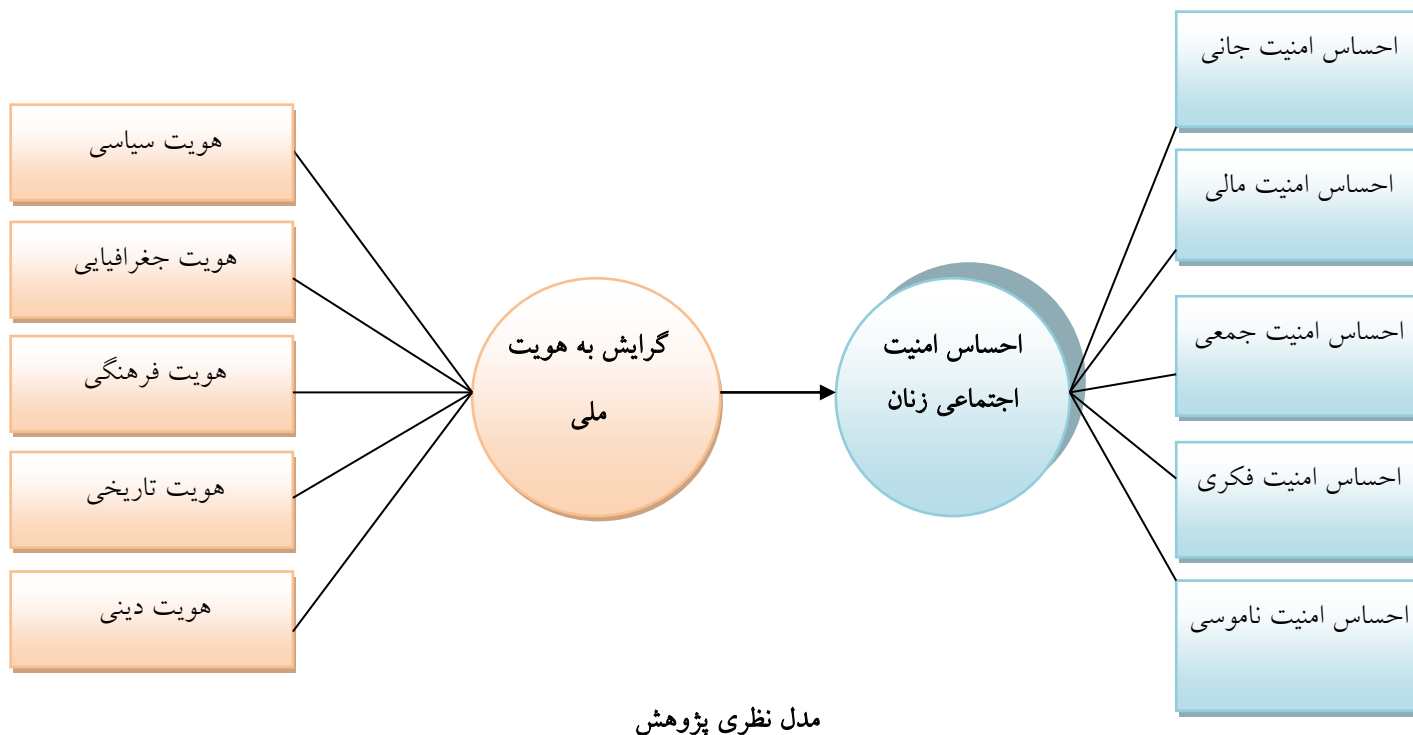 احساس امنیت جانی
احساس امنیت مالی
احساس امنیت جمعی
احساس امنیت فکری
احساس امنیت ناموسی
احساس امنیت
اجتماعی زنان
گرایش به هویت
ملی
هویت سیاسی
هویت جغرافیایی
هویت فرهنگی
هویت تاریخی
هویت دینی
مدل نظری پژوهش